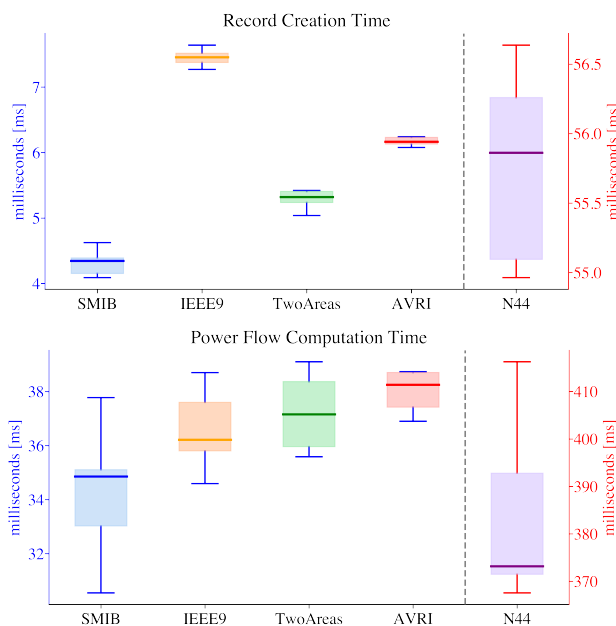 Record Creation Time
milliseconds [ms]
7
6
5
4
56.5
56.0
55.5
55.0
milliseconds [ms]
SMIB IEEE9 TwoAreas AVRI N44
Power Flow Computation Time
milliseconds [ms]
38
36
34
32
410
400
390
380
370
milliseconds [ms]
SMIB IEEE9 TwoAreas AVRI N44